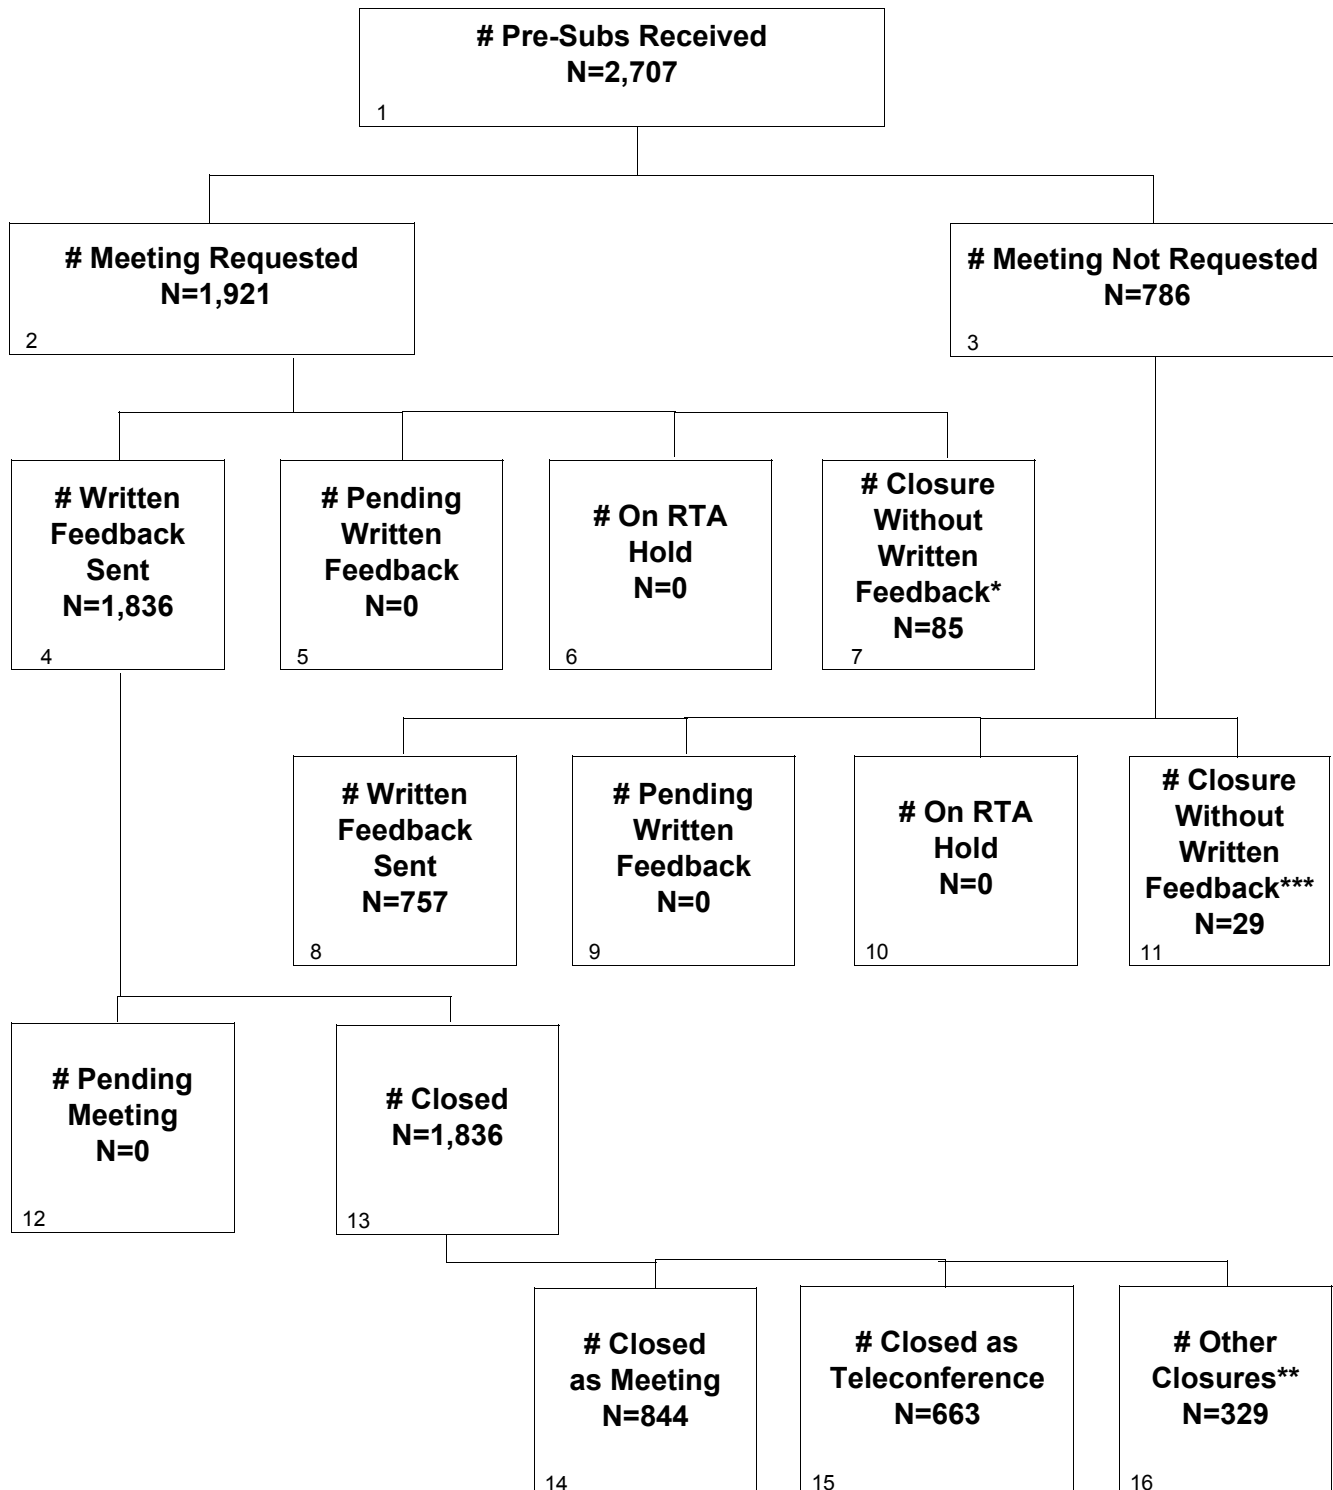 # Pre-Subs Received
N=2,707
1
# Meeting Requested
N=1,921
2
# Meeting Not Requested
N=786
3
# Written
Feedback
Sent
N=1,836
4
# Pending
Written
Feedback
N=0
5
# On RTA
Hold
N=0
6
# Closure
Without
Written
Feedback*
N=85
7
# Written
Feedback
Sent
N=757
8
# Pending
Written
Feedback
N=0
9
# On RTA
Hold
N=0
10
# Closure
Without
Written
Feedback***
N=29
11
# Pending
Meeting
N=0
12
# Closed
N=1,836
13
# Closed
as Meeting
N=844
14
# Closed as
Teleconference
N=663
15
# Other
Closures**
N=329
16